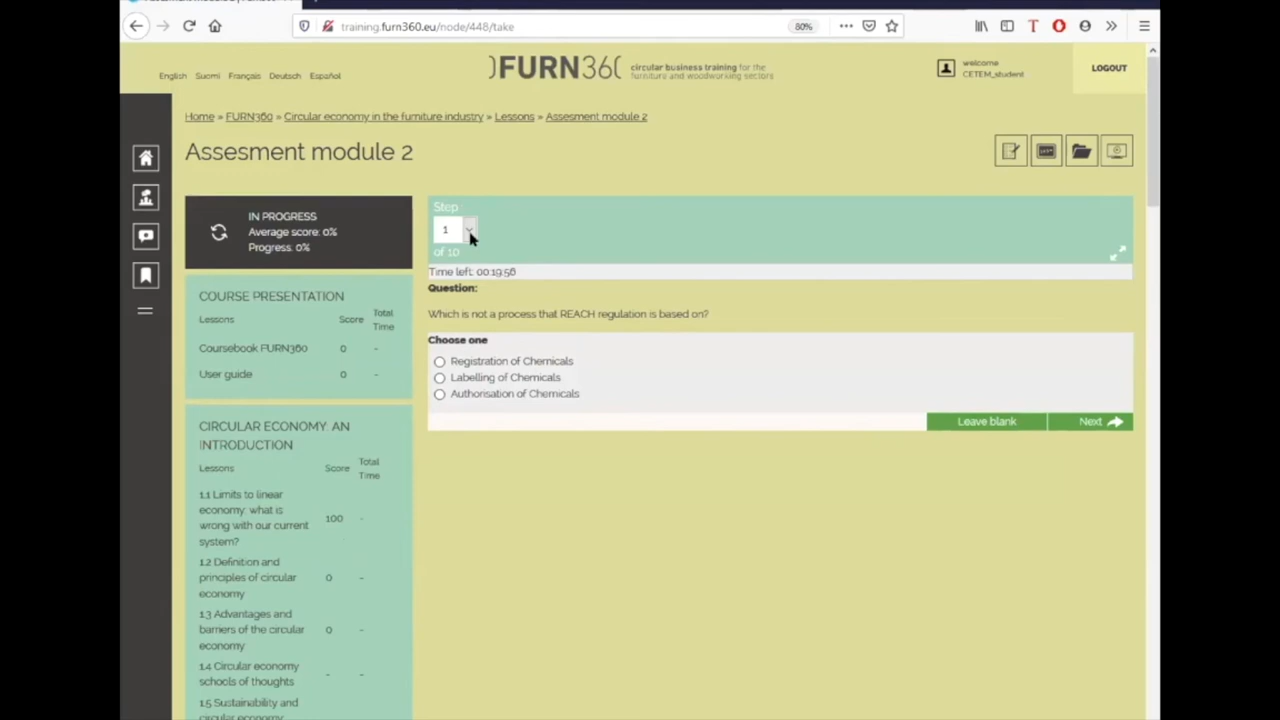 training.furn360.eu/node/448/take
80%
English Suomi Français Deutsch Español
)FURN36(
circular business training for the
furniture and woodworking sectors
welcome
CETEM_student
LOGOUT
Home » FURN360 » Circular economy in the furniture industry » Lessons » Assesment module 2
Assesment module 2
IN PROGRESS
Average score: 0%
Progress: 0%
COURSE PRESENTATION
Lessons Score Total Time
Coursebook FURN360 0 -
User guide 0 -
CIRCULAR ECONOMY. AN
INTRODUCTION
Lessons Score Total Time
1.1 Limits to linear
economy: what is
wrong with our current
system?
100 -
1.2 Definition and
principles of circular
economy
0 -
1.3 Advantages and
barriers of the circular
economy
0 -
1.4 Circular economy
schools of thoughts
- -
1.5 Sustainability and
circular economy
Step
1
of 10
Time left: 00:19:56
Question:
Which is not a process that REACH regulation is based on?
Choose one
Registration of Chemicals
Labelling of Chemicals
Authorisation of Chemicals
Leave blank Next